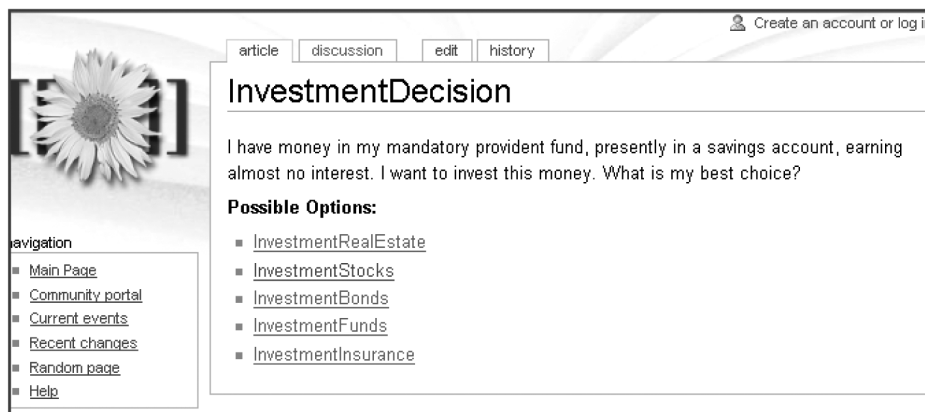 Create an account or log i
article discussion edit history
InvestmentDecision
I have money in my mandatory provident fund, presently in a savings account, earning
almost no interest. I want to invest this money. What is my best choice?
Possible Options:
InvestmentRealEstate
InvestmentStocks
InvestmentBonds
InvestmentFunds
InvestmentInsurance
navigation
Main Page
Community portal
Current events
Recent changes
Random page
Help